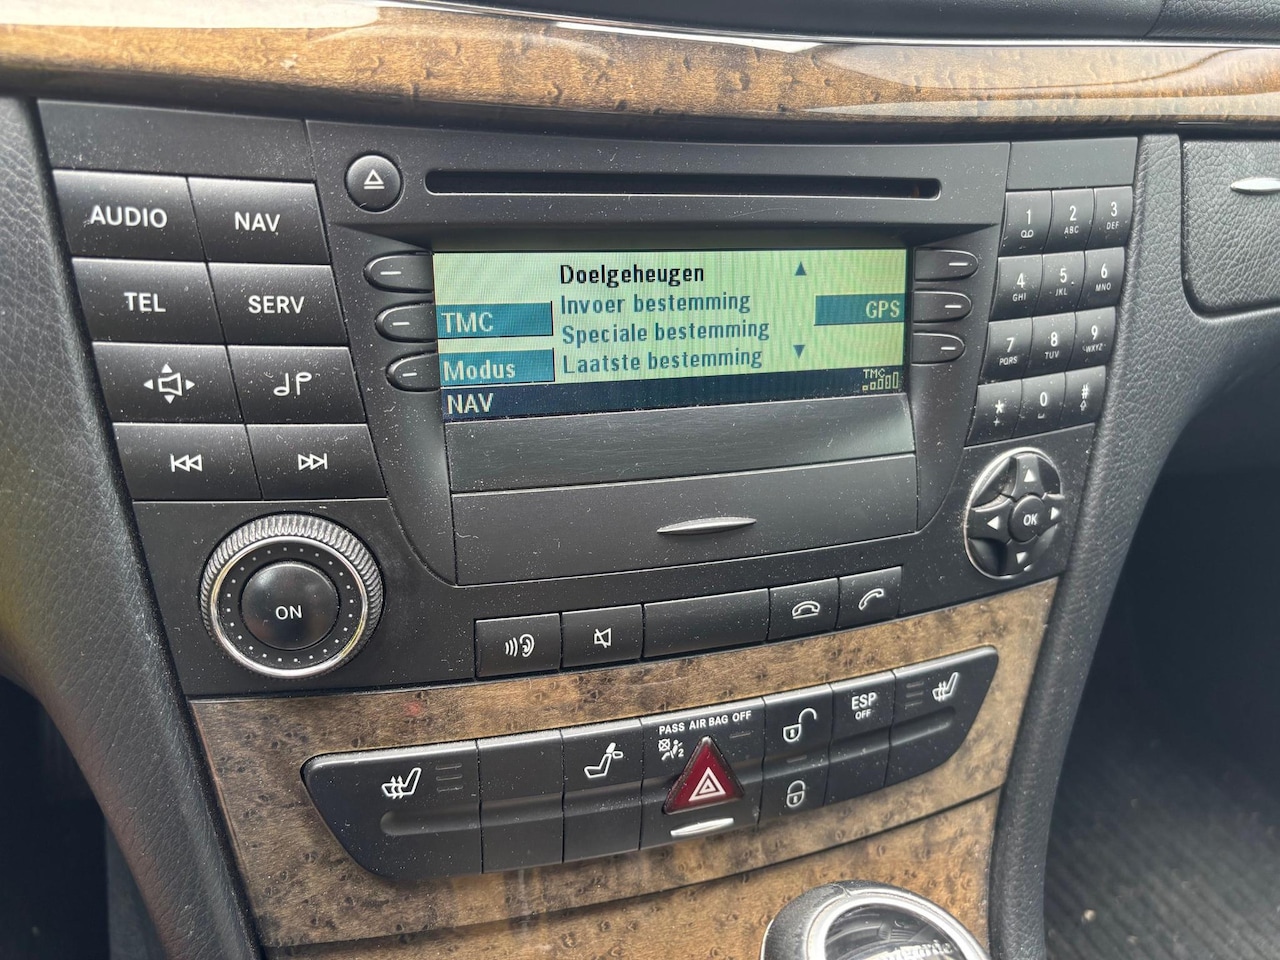 AUDIO
NAV
TEL
SERV
Doelgeheugen
Invoer bestemming
Speciale bestemming
Laatste bestemming
TMC
Modus
GPS
NAV
TMC
1
2 ABC
3 DEF
4 GHI
5 JKL
6 MNO
7 PQRS
8 TUV
9 WXYZ
*
+
0
#
OK
ON
PASS AIR BAG OFF
2
ESP
OFF